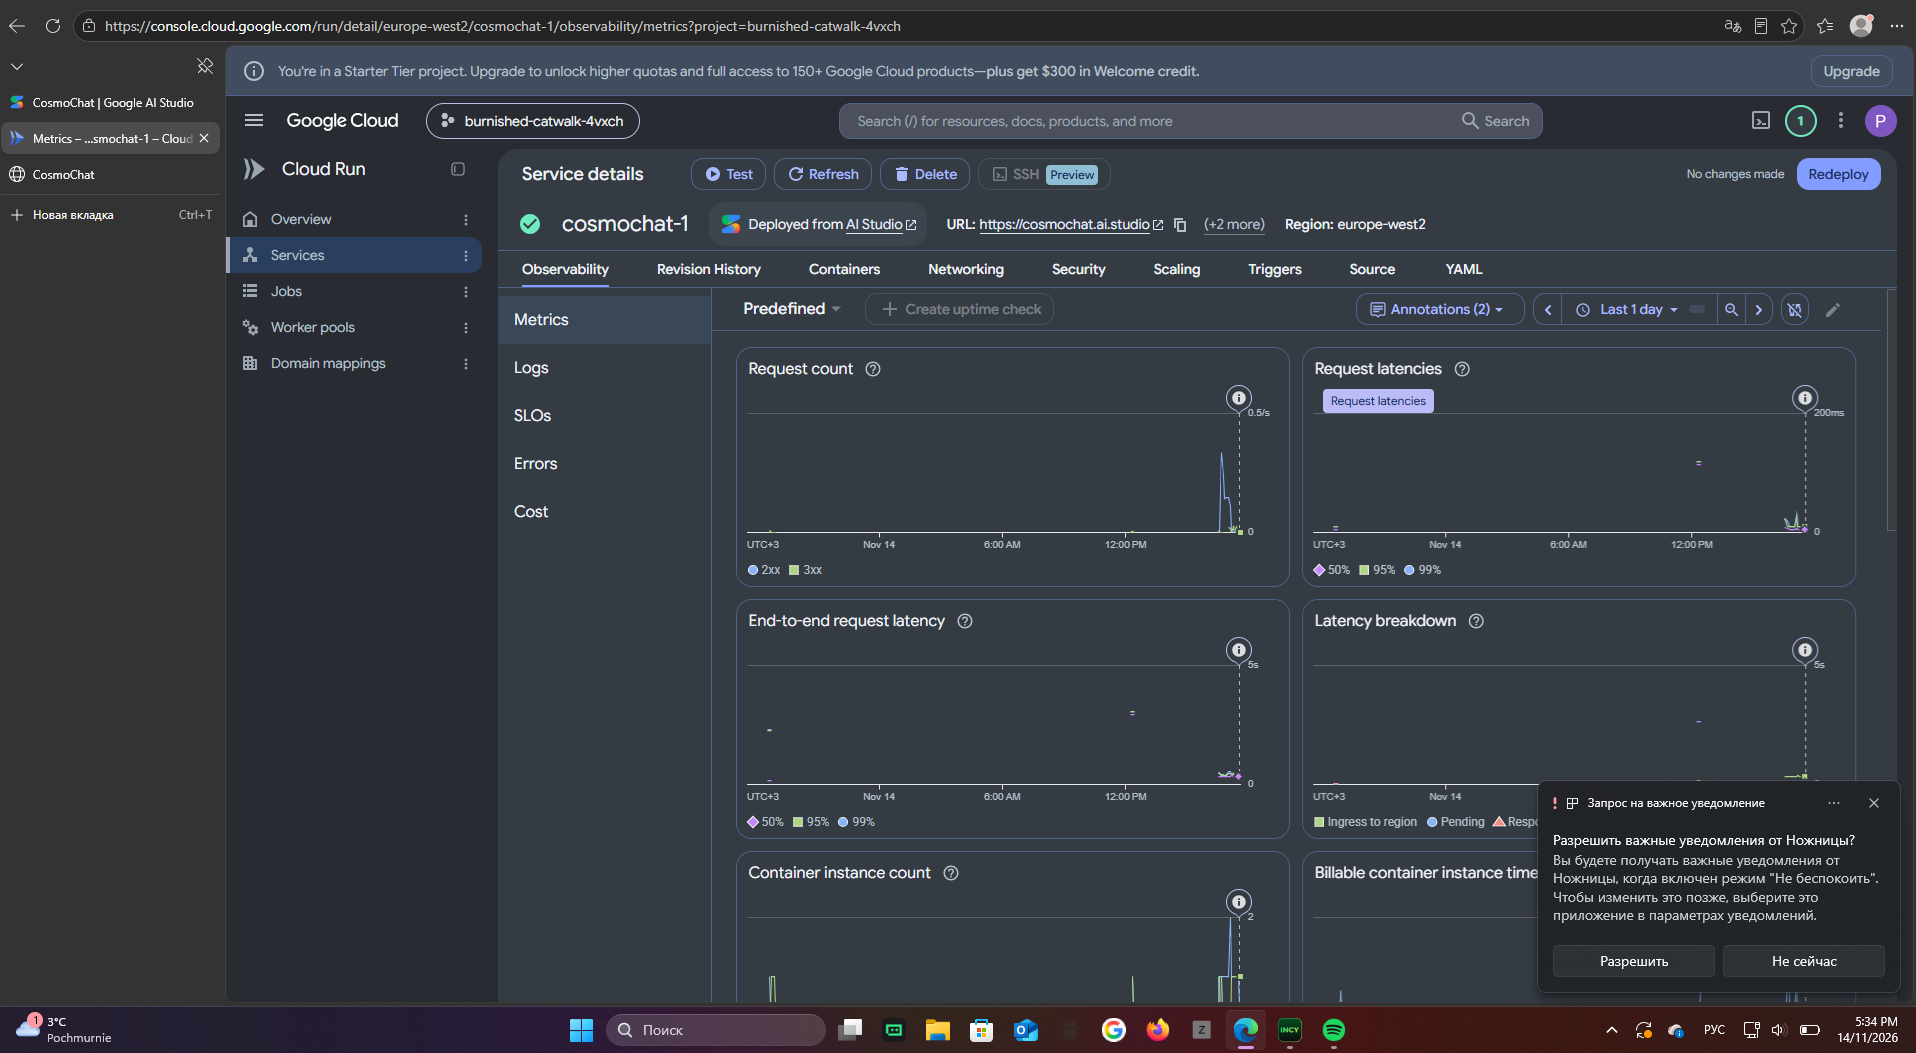 https://console.cloud.google.com/run/detail/europe-west2/cosmochat-1/observability/metrics?project=burnished-catwalk-4vxch
CosmoChat | Google AI Studio
Metrics – ...smochat-1 – Cloud
CosmoChat
Новая вкладка Ctrl+T
You're in a Starter Tier project. Upgrade to unlock higher quotas and full access to 150+ Google Cloud products—plus get $300 in Welcome credit.
Upgrade
Google Cloud
burnished-catwalk-4vxch
Search (/) for resources, docs, products, and more
Search
1
P
Cloud Run
Overview
Services
Jobs
Worker pools
Domain mappings
Service details
Test
Refresh
Delete
SSH Preview
No changes made
Redeploy
cosmochat-1
Deployed from AI Studio
URL: https://cosmochat.ai.studio
(+2 more)
Region: europe-west2
Observability
Revision History
Containers
Networking
Security
Scaling
Triggers
Source
YAML
Metrics
Logs
SLOs
Errors
Cost
Predefined
Create uptime check
Annotations (2)
Last 1 day
Request count
0.5/s
0
UTC+3 Nov 14 6:00 AM 12:00 PM
2xx 3xx
Request latencies
Request latencies
200ms
0
UTC+3 Nov 14 6:00 AM 12:00 PM
50% 95% 99%
End-to-end request latency
5s
0
UTC+3 Nov 14 6:00 AM 12:00 PM
50% 95% 99%
Latency breakdown
5s
UTC+3 Nov 14
Ingress to region Pending Respo
Container instance count
2
Billable container instance time
Запрос на важное уведомление
Разрешить важные уведомления от Ножницы?
Вы будете получать важные уведомления от
Ножницы, когда включен режим "Не беспокоить".
Чтобы изменить это позже, выберите это
приложение в параметрах уведомлений.
Разрешить
Не сейчас
1
3°C
Pochmurnie
Поиск
Z
INCY
РУС
5:34 PM
14/11/2026